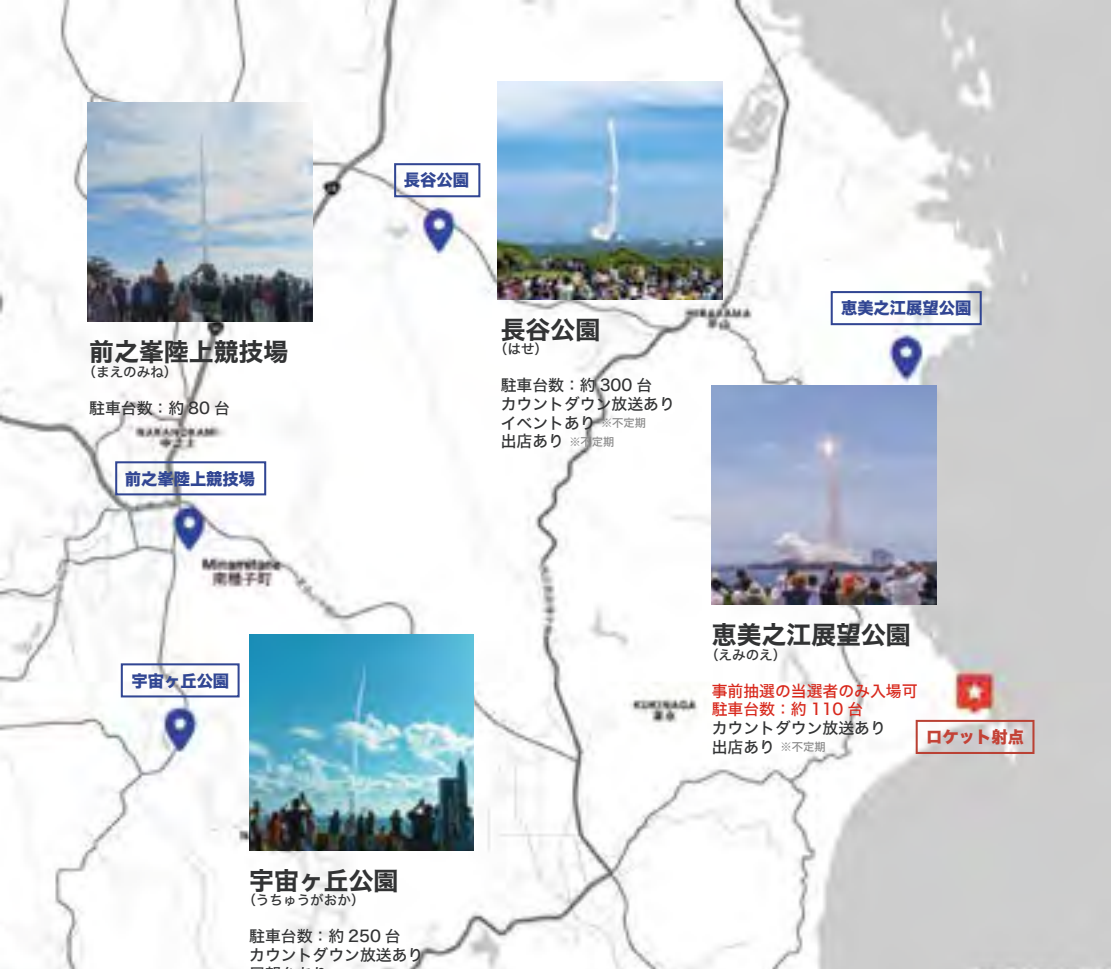 長谷公園
恵美之江展望公園
前之峯陸上競技場
(まえのみね)
駐車台数：約 80 台
長谷公園
(はせ)
駐車台数：約 300 台
カウントダウン放送あり
イベントあり ※不定期
出店あり ※不定期
HIRAYAMA
平山
NAKANOKAMI
中之上
前之峯陸上競技場
Minamitane
南種子町
恵美之江展望公園
(えみのえ)
事前抽選の当選者のみ入場可
駐車台数：約 110 台
カウントダウン放送あり
出店あり ※不定期
KUKINAGA
ロケット射点
宇宙ヶ丘公園
宇宙ヶ丘公園
(うちゅうがおか)
駐車台数：約 250 台
カウントダウン放送あり